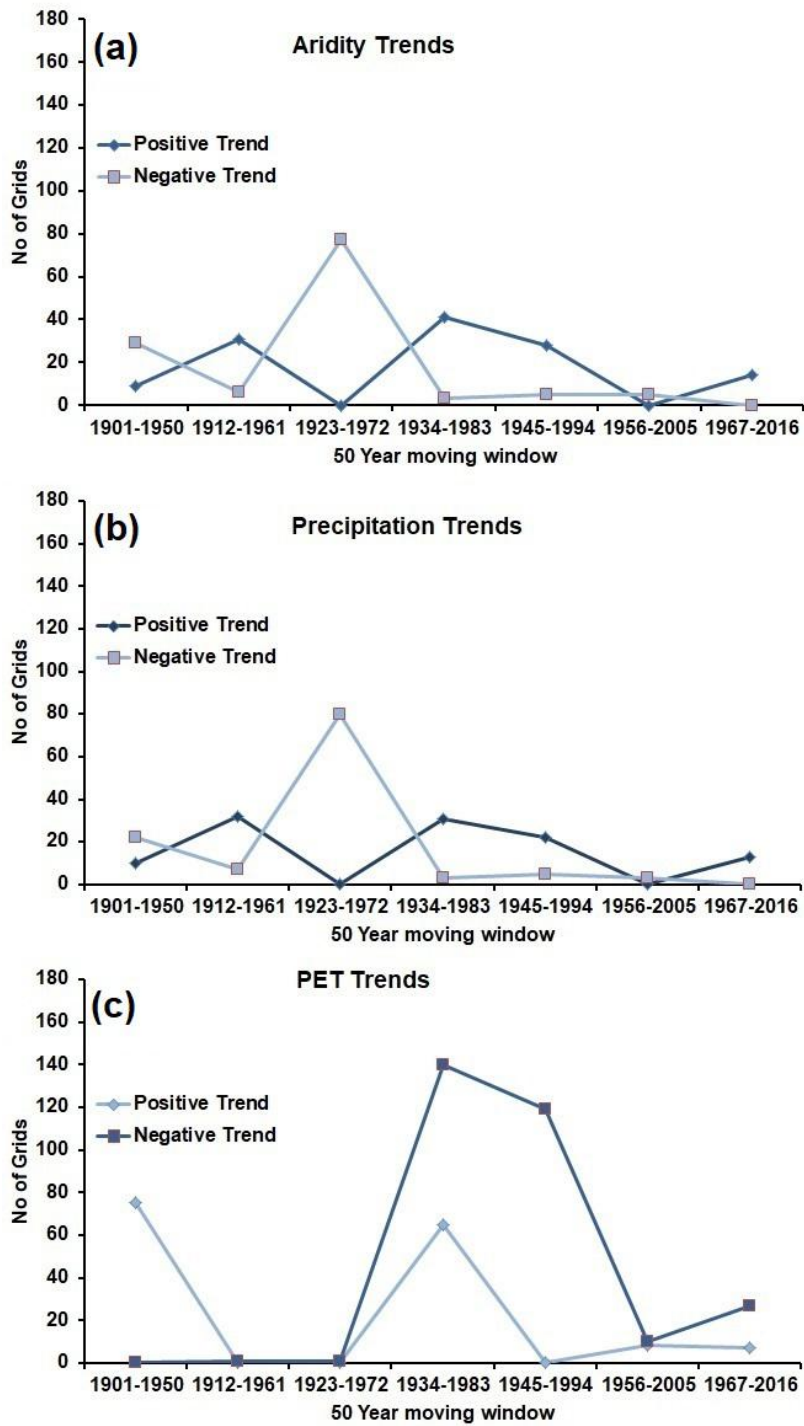 (a)
Aridity Trends
180
160
140
120
100
80
60
40
20
0
No of Grids
Positive Trend
Negative Trend
1901-1950 1912-1961 1923-1972 1934-1983 1945-1994 1956-2005 1967-2016
50 Year moving window
(b)
Precipitation Trends
180
160
140
120
100
80
60
40
20
0
No of Grids
Positive Trend
Negative Trend
1901-1950 1912-1961 1923-1972 1934-1983 1945-1994 1956-2005 1967-2016
50 Year moving window
(c)
PET Trends
180
160
140
120
100
80
60
40
20
0
No of Grids
Positive Trend
Negative Trend
1901-1950 1912-1961 1923-1972 1934-1983 1945-1994 1956-2005 1967-2016
50 Year moving window